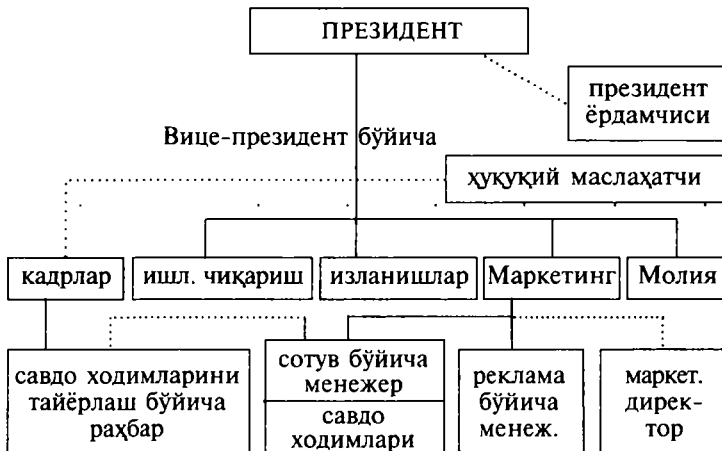 ПРЕЗИДЕНТ
президент
ёрдамчиси
Вице-президент бўйича
ҳуқуқий маслаҳатчи
кадрлар
ишл. чиқариш
изланишлар
Маркетинг
Молия
савдо ходимларини
тайёрлаш бўйича
раҳбар
сотув бўйича
менежер
савдо
ходимлари
реклама
бўйича
менеж.
маркет.
дирек-
тор